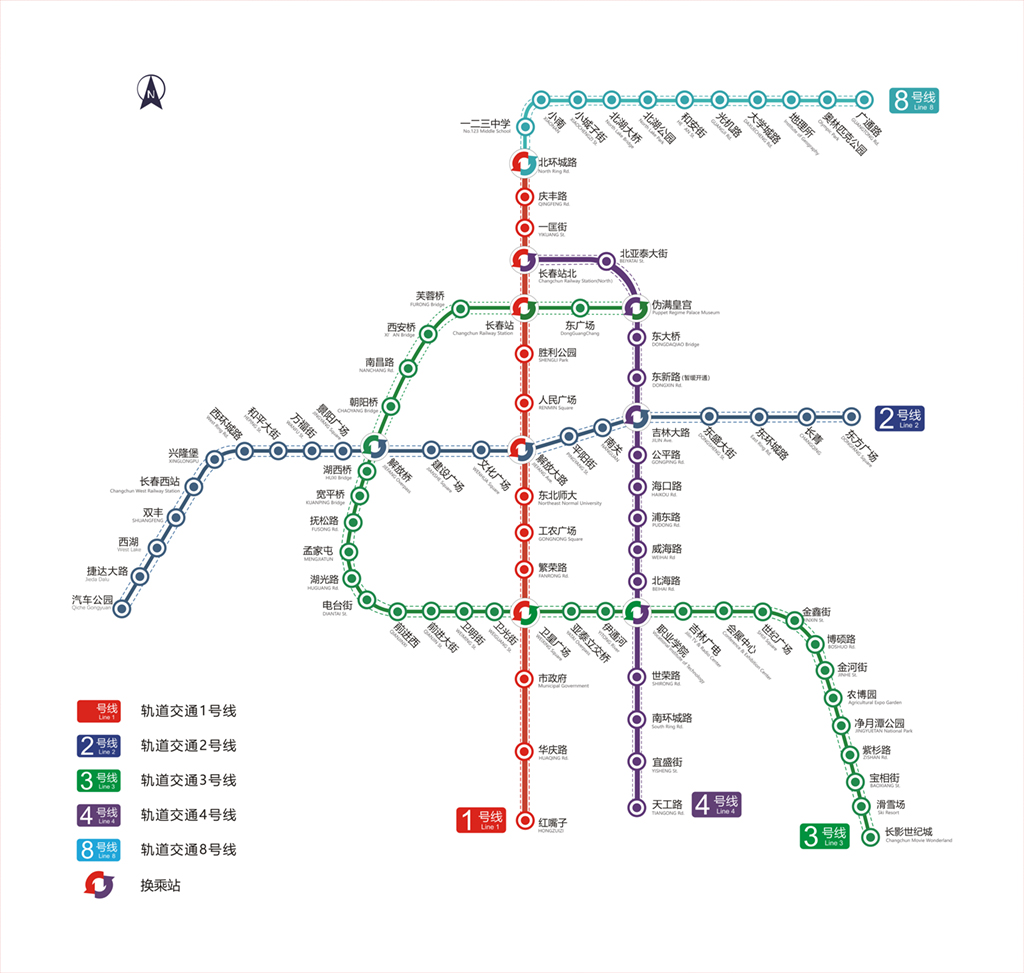 N
8 号线
Line 8
小南
小城子街
北湖大桥
North Lake Bridge
北湖公园
North Lake Park
和安街
光机路
大学城路
地理所
Institute of Geography
奥林匹克公园
Olympic Park
广通路
一二三中学
No.123 Middle School
北环城路
North Ring Rd.
庆丰路
QINGFENG Rd.
一匡街
YIKUANG St.
长春站北
Changchun Railway Station(North)
北亚泰大街
BEIYATAI St.
伪满皇宫
Puppet Regime Palace Museum
东广场
DongGuangChang
长春站
Changchun Railway Station
芙蓉桥
FURONG Bridge
西安桥
XI' AN Bridge
南昌路
NANCHANG Rd.
朝阳桥
CHAOYANG Bridge
东大桥
DONGDAQIAO Bridge
胜利公园
SHENGLI Park
东新路(暂缓开通)
DONGXIN Rd.
人民广场
RENMIN Square
2 号线
Line 2
吉林大路
JILIN Ave.
东盛大街
东环城路
East Ring Rd.
长青
东方广场
西环城路
West Ring Rd.
和平大街
万福街
景阳广场
兴隆堡
XINGLONGPU
解放桥
建设广场
文化广场
解放大路
平阳街
南关
湖西桥
HUXI Bridge
长春西站
Changchun West Railway Station
双丰
SHUANGFENG
西湖
West Lake
捷达大路
Jieda Dalu
汽车公园
Qiche Gongyuan
宽平桥
KUANPING Bridge
抚松路
FUSONG Rd.
孟家屯
MENGJIATUN
湖光路
HUGUANG Rd.
电台街
DIANTAI St.
东北师大
Northeast Normal University
工农广场
GONGNONG Square
繁荣路
FANRONG Rd.
公平路
GONGPING Rd.
海口路
HAIKOU Rd.
浦东路
PUDONG Rd.
威海路
WEIHAI Rd.
北海路
BEIHAI Rd.
前进西
前进大街
卫明街
卫光街
卫星广场
亚泰立交桥
伊通河
职业学院
吉林广电
会展中心
Conference & Exhibition Center
世纪广场
金鑫街
JINXIN St.
博硕路
BOSHUO Rd.
金河街
JINHE St.
农博园
Agricultural Expo Garden
净月潭公园
JINGYUETAN National Park
紫杉路
ZISHAN Rd.
宝相街
BAOXIANG St.
滑雪场
Ski Resort
长影世纪城
Changchun Movie Wonderland
3 号线
Line 3
市政府
Municipal Government
世荣路
SHIRONG Rd.
南环城路
South Ring Rd.
华庆路
HUAQING Rd.
宜盛街
YISHENG St.
天工路
TIANGONG Rd.
4 号线
Line 4
1 号线
Line 1
红嘴子
HONGZUIZI
号线
Line 1
轨道交通1号线
2 号线
Line 2
轨道交通2号线
3 号线
Line 3
轨道交通3号线
4 号线
Line 4
轨道交通4号线
8 号线
Line 8
轨道交通8号线
换乘站